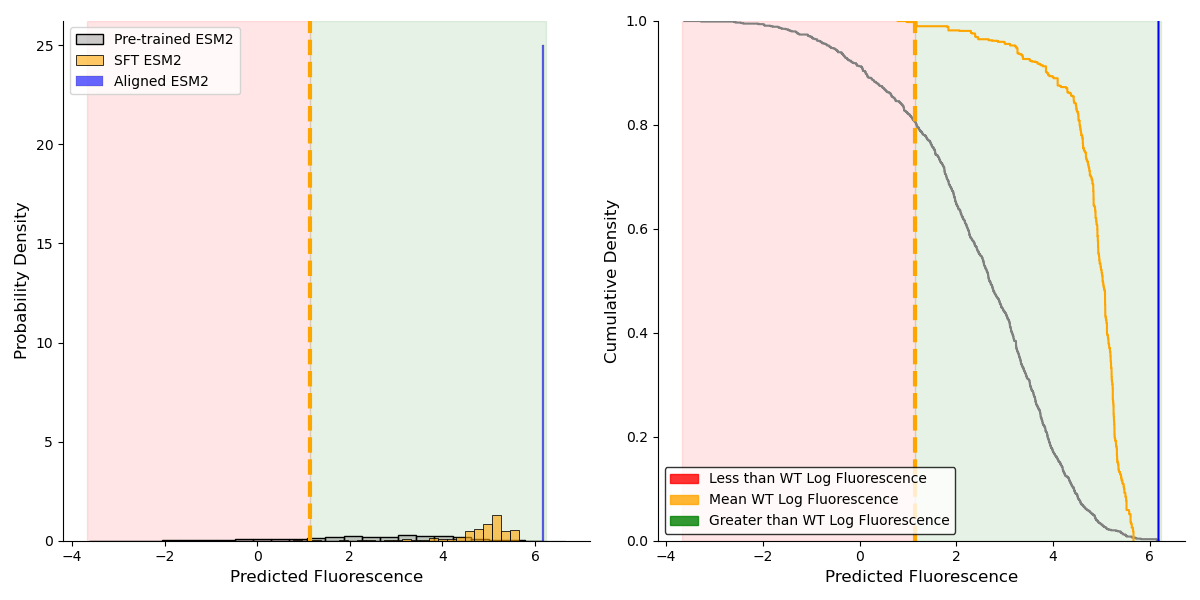 Pre-trained ESM2
SFT ESM2
Aligned ESM2
25
20
15
10
5
0
−4 −2 0 2 4 6
Probability Density
Predicted Fluorescence
1.0
0.8
0.6
0.4
0.2
0.0
−4 −2 0 2 4 6
Cumulative Density
Less than WT Log Fluorescence
Mean WT Log Fluorescence
Greater than WT Log Fluorescence
Predicted Fluorescence